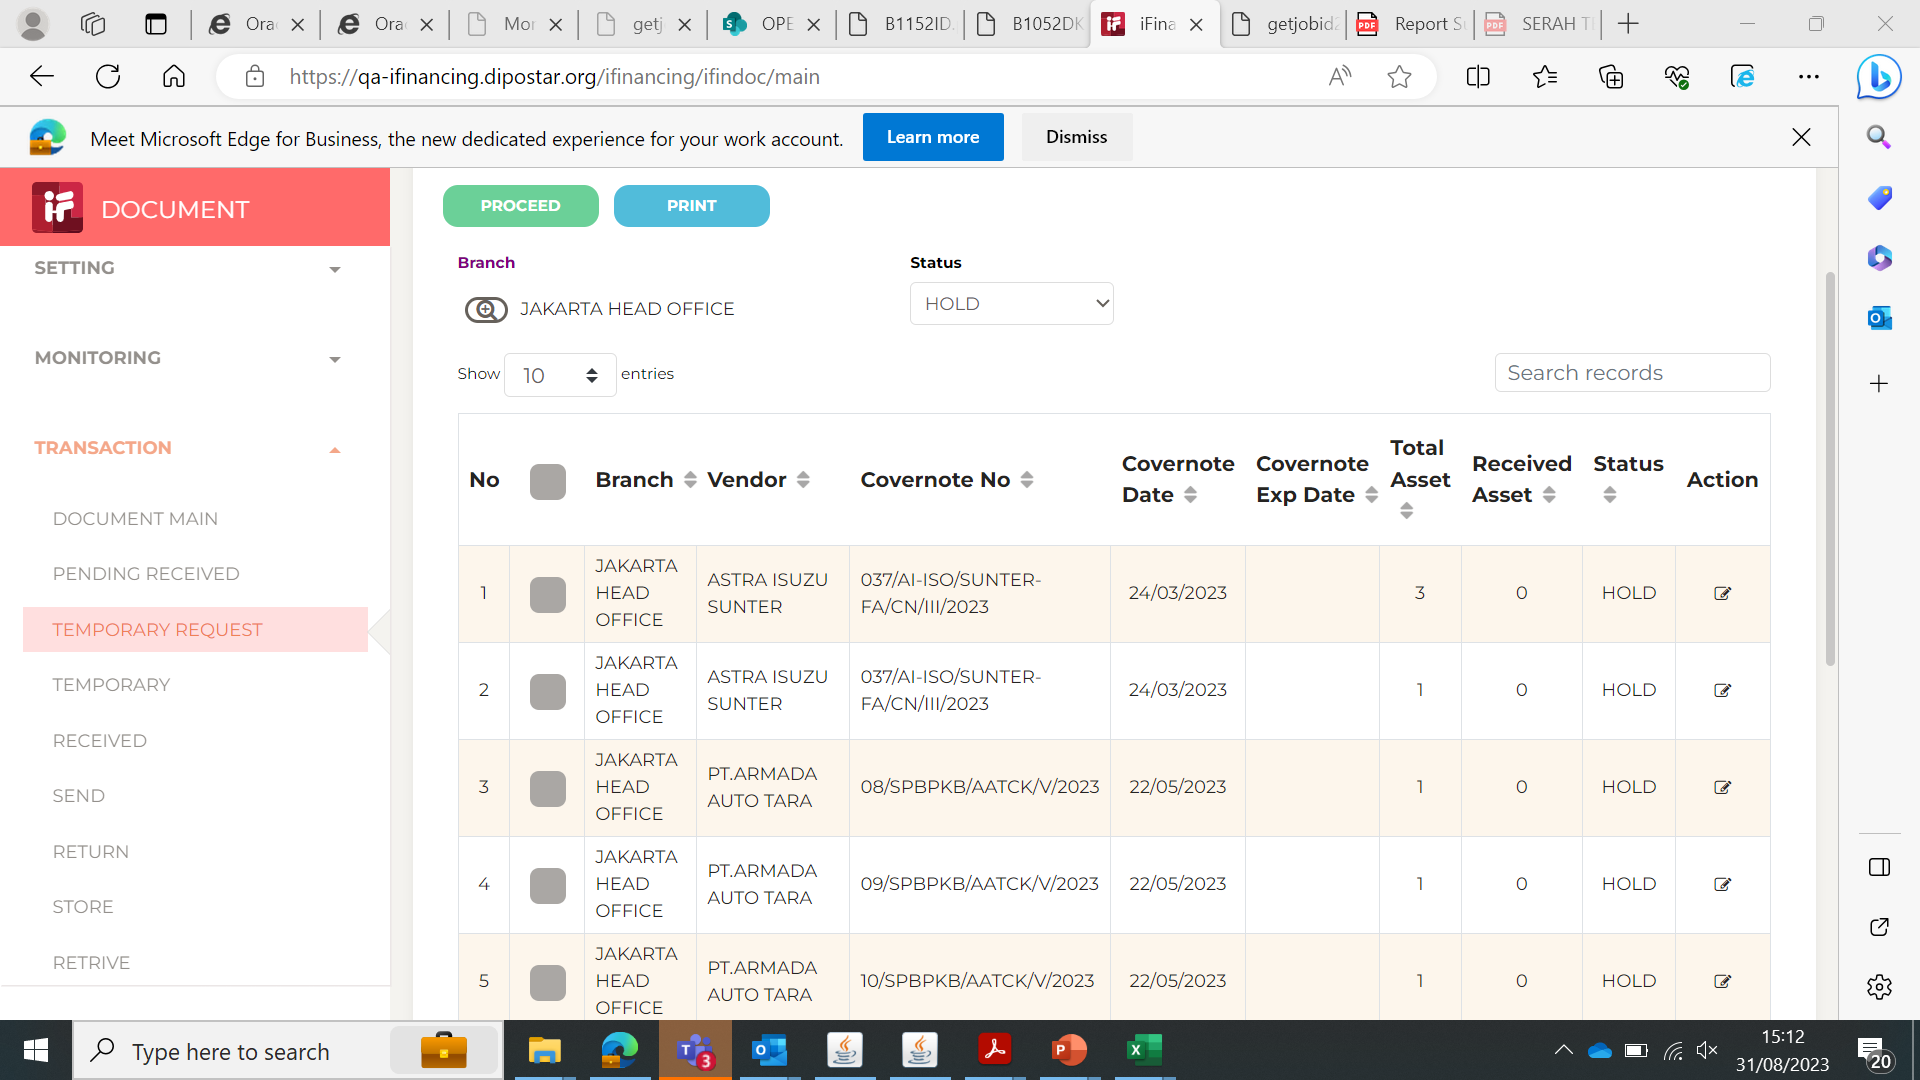 Ora
Ora
Mor
getj
OPE
B1152ID.
B1052DK
iFina
getjobid2
Report S
SERAH T
https://qa-ifinancing.dipostar.org/ifinancing/ifindoc/main
Meet Microsoft Edge for Business, the new dedicated experience for your work account.
Learn more
Dismiss
iF
DOCUMENT
SETTING
MONITORING
TRANSACTION
DOCUMENT MAIN
PENDING RECEIVED
TEMPORARY REQUEST
TEMPORARY
RECEIVED
SEND
RETURN
STORE
RETRIVE
PROCEED
PRINT
Branch
Status
JAKARTA HEAD OFFICE
HOLD
Show 10 entries
Search records
No Branch Vendor Covernote No Covernote Date Covernote Exp Date Total Asset Received Asset Status Action
1 JAKARTA HEAD OFFICE ASTRA ISUZU SUNTER 037/AI-ISO/SUNTER-FA/CN/III/2023 24/03/2023 3 0 HOLD
2 JAKARTA HEAD OFFICE ASTRA ISUZU SUNTER 037/AI-ISO/SUNTER-FA/CN/III/2023 24/03/2023 1 0 HOLD
3 JAKARTA HEAD OFFICE PT.ARMADA AUTO TARA 08/SPBPKB/AATCK/V/2023 22/05/2023 1 0 HOLD
4 JAKARTA HEAD OFFICE PT.ARMADA AUTO TARA 09/SPBPKB/AATCK/V/2023 22/05/2023 1 0 HOLD
5 JAKARTA HEAD OFFICE PT.ARMADA AUTO TARA 10/SPBPKB/AATCK/V/2023 22/05/2023 1 0 HOLD
Type here to search
3
15:12
31/08/2023
20